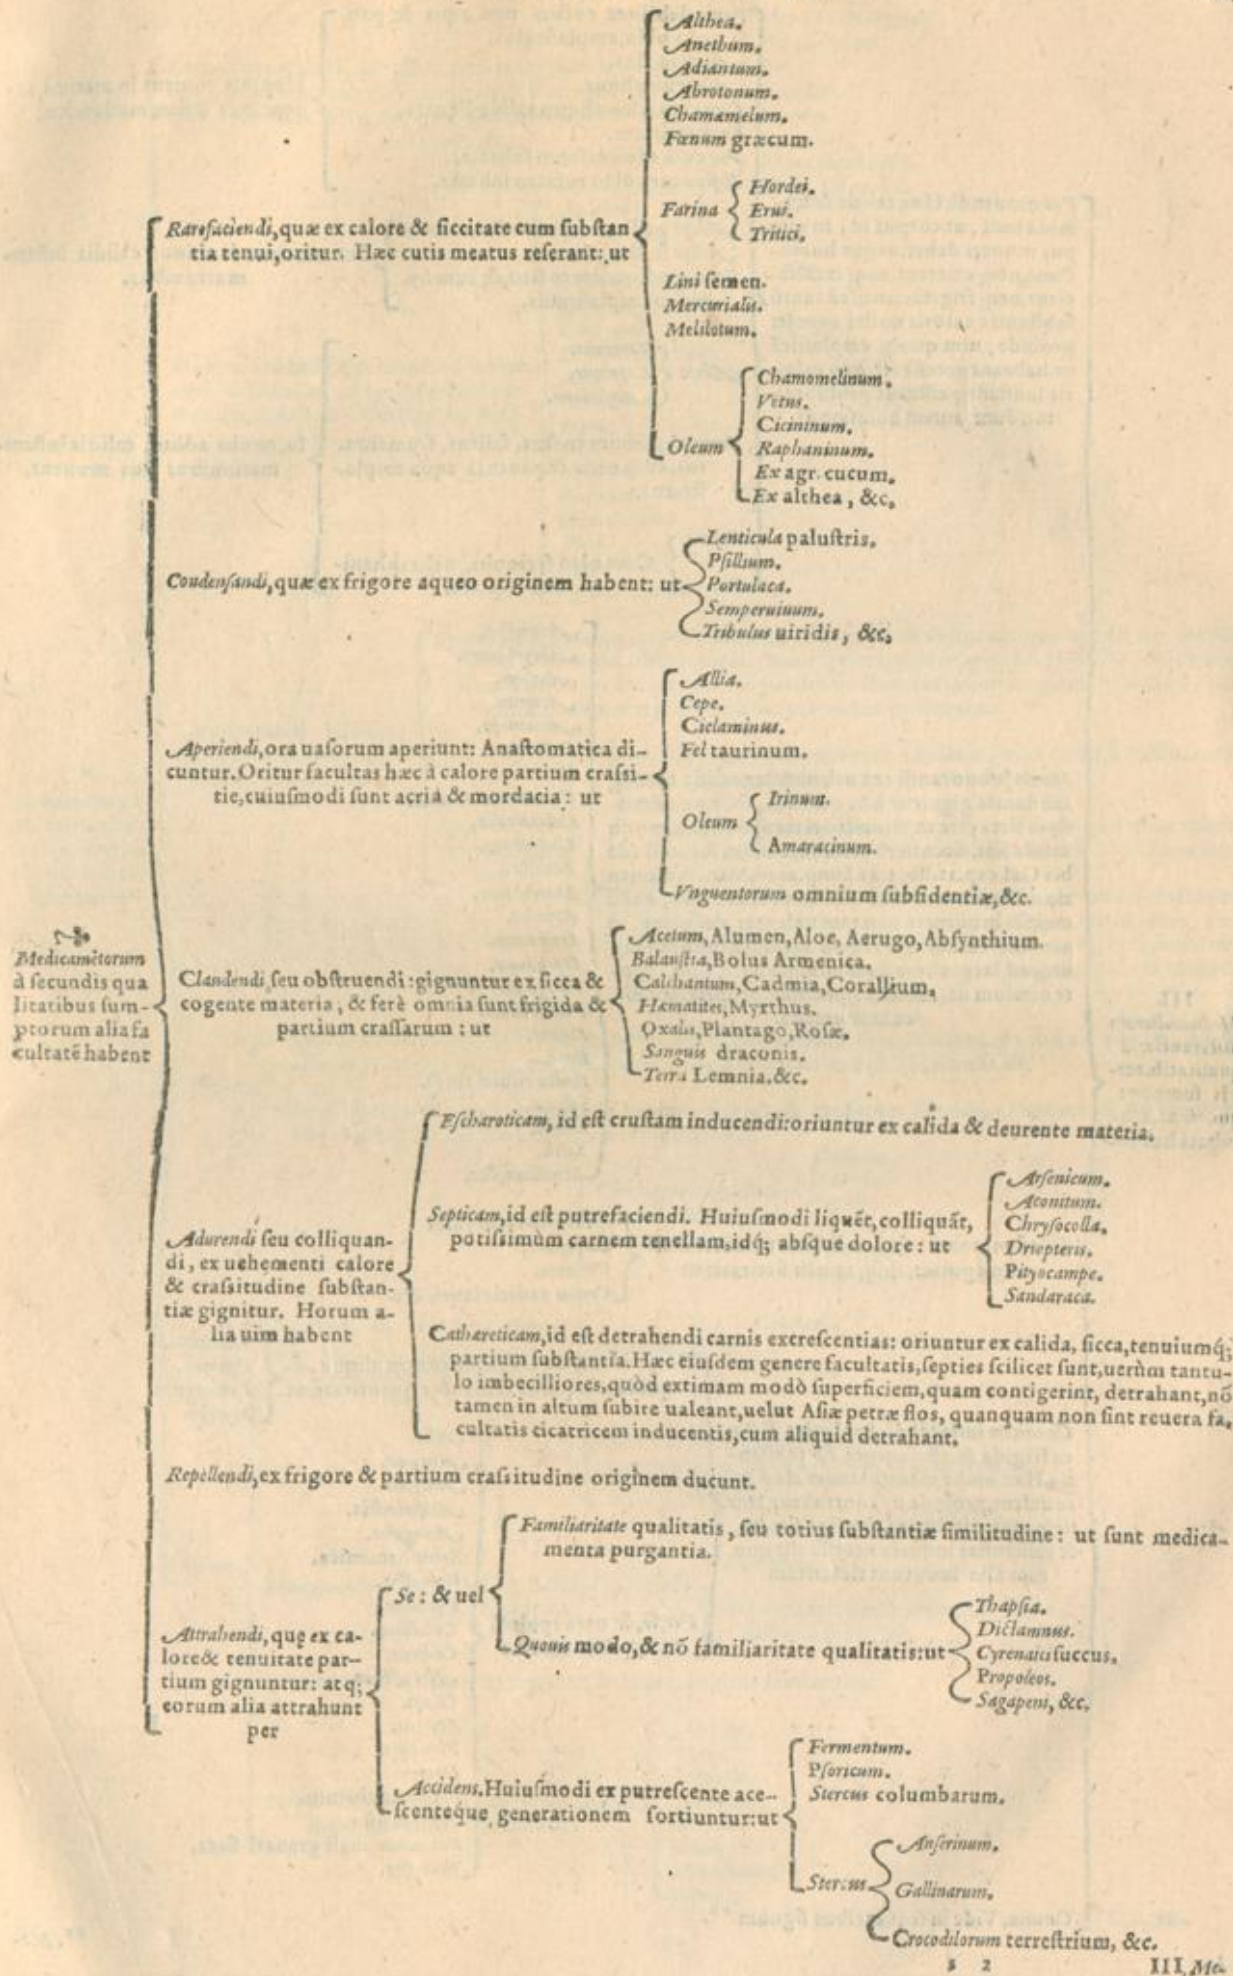 Althea.
Anethum.
Adiantum.
Abrotonum.
Chamæmelum.
Fœnum græcum.
Farina
Hordei.
Erui.
Tritici.
Rarefaciendi, quæ ex calore & siccitate cum substan
tia tenui, oritur. Hæc cutis meatus referant: ut
Lini semen.
Mercurialis.
Melilotum.
Oleum
Chamomelinum.
Vetus.
Cicininum.
Raphaninum.
Ex agr. cucum.
Ex althea, &c.
Condensandi, quæ ex frigore aqueo originem habent: ut
Lenticula palustris.
Psillium.
Portulaca.
Semperuiuum.
Tribulus uiridis, &c.
Aperiendi, ora uasorum aperiunt: Anastomatica di-
cuntur. Oritur facultas hæc à calore partium crassi-
tie, cuiusmodi sunt acria & mordacia: ut
Allia.
Cepe.
Ciclaminus.
Fel taurinum.
Oleum
Irinum.
Amaracinum.
Vnguentorum omnium subsidentiæ, &c.
Medicamẽtorum
à secundis qua
litatibus sum-
ptorum alia fa
cultatẽ habent
Claudendi seu obstruendi: gignuntur ex sicca &
cogente materia, & ferè omnia sunt frigida &
partium crassarum: ut
Acetum, Alumen, Aloe, Aerugo, Absynthium.
Balaustia, Bolus Armenica.
Calchantum, Cadmia, Corallium.
Hæmatites, Myrthus.
Oxalis, Plantago, Rosæ.
Sanguis draconis.
Terra Lemnia. &c.
Adurendi seu colliquan-
di, ex uehementi calore
& crassitudine substan-
tiæ gignitur. Horum a-
lia uim habent
Escharoticam, id est crustam inducendi: oriuntur ex calida & deurente materia.
Septicam, id est putrefaciendi. Huiusmodi liquẽt, colliquãt,
potissimùm carnem tenellam, idq; absque dolore: ut
Arsenicum.
Aconitum.
Chrysocolla.
Driopteris.
Pityocampe.
Sandaraca.
Cathæreticam, id est detrahendi carnis excrescentias: oriuntur ex calida, sicca, tenuiumq;
partium substantia. Hæc eiusdem genere facultatis, septies scilicet sunt, uerùm tantu-
lo imbecilliores, quòd extimam modò superficiem, quam contigerint, detrahant, nõ
tamen in altum subire ualeant, uelut Asiæ petræ flos, quanquam non sint reuera fa.
cultatis cicatricem inducentis, cum aliquid detrahant.
Repellendi, ex frigore & partium crassitudine originem ducunt.
Attrahendi, quę ex ca-
lore & tenuitate par-
tium gignuntur: atq;
eorum alia attrahunt
per
Se: & uel
Familiaritate qualitatis, seu totius substantiæ similitudine: ut sunt medica-
menta purgantia.
Quouis modo, & nõ familiaritate qualitatis: ut
Thapsia.
Dictamnus.
Cyrenaici succus.
Propoleos.
Sagapeni, &c.
Accidens. Huiusmodi ex putrescente ace-
scenteque generationem sortiuntur: ut
Fermentum.
Psoricum.
Stercus columbarum.
Stercus
Anserinum.
Gallinarum.
Crocodilorum terrestrium, &c.
s 2 III. Me-